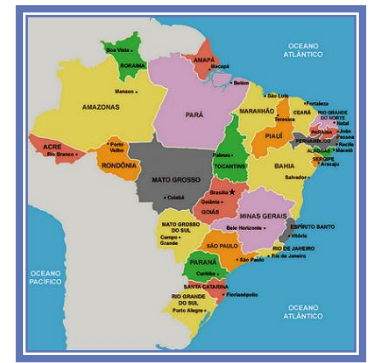 OCEANO
ATLÂNTICO
Boa Vista
RORAIMA
AMAPÁ
Macapá
Belém
Manaus
AMAZONAS
PARÁ
São Luís
MARANHÃO
Fortaleza
CEARÁ
Teresina
RIO GRANDE
DO NORTE
Natal
PARAÍBA
João
Pessoa
PERNAMBUCO
Recife
PIAUÍ
ALAGOAS
Maceió
SERGIPE
Aracaju
ACRE
Rio Branco
Porto
Velho
RONDÔNIA
Palmas
TOCANTINS
BAHIA
Salvador
MATO GROSSO
Cuiabá
Brasília
Goiânia
GOIÁS
MINAS GERAIS
Belo Horizonte
ESPÍRITO SANTO
Vitória
MATO GROSSO
DO SUL
Campo
Grande
SÃO PAULO
São Paulo
RIO DE JANEIRO
Rio de Janeiro
PARANÁ
Curitiba
SANTA CATARINA
Florianópolis
RIO GRANDE
DO SUL
Porto Alegre
OCEANO
PACÍFICO
OCEANO
ATLÂNTICO